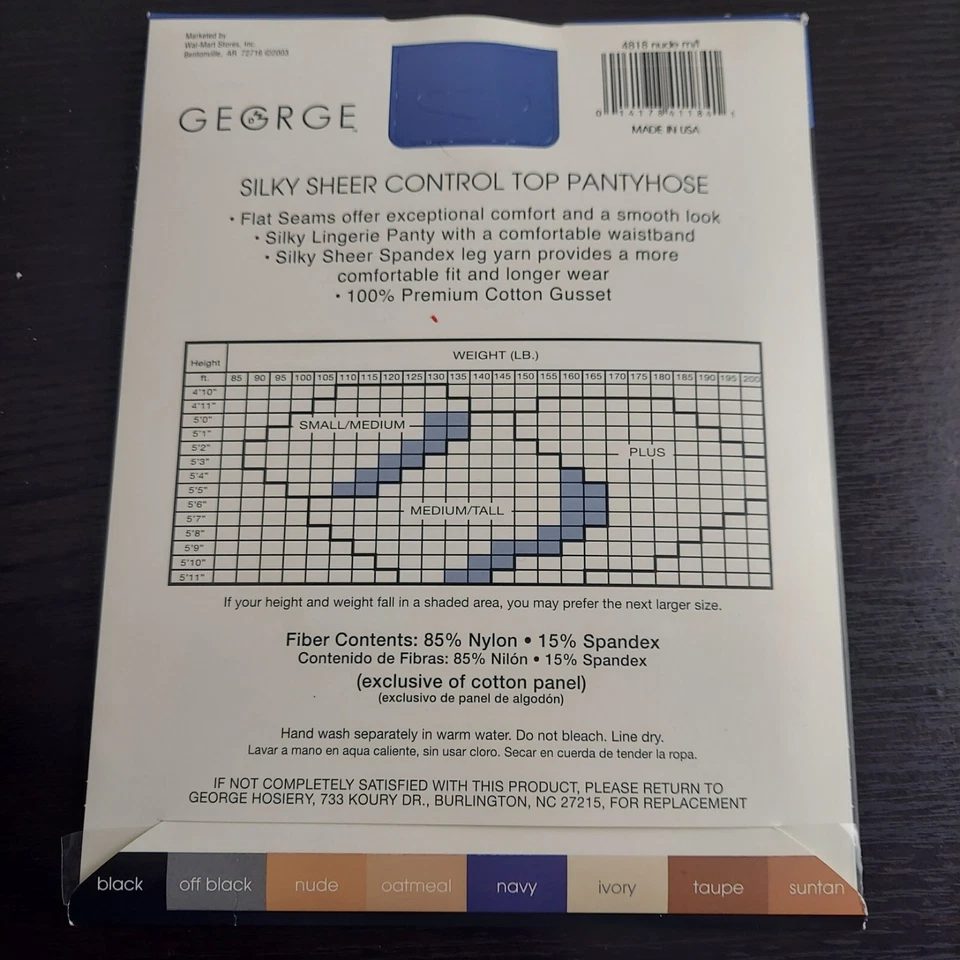 Marketed by
Wal-Mart Stores, Inc.
Bentonville, AR 72716 ©2003
4818 nude m/t
0 14178 41184 1
MADE IN USA
GEORGE
SILKY SHEER CONTROL TOP PANTYHOSE
• Flat Seams offer exceptional comfort and a smooth look
• Silky Lingerie Panty with a comfortable waistband
• Silky Sheer Spandex leg yarn provides a more
comfortable fit and longer wear
• 100% Premium Cotton Gusset
Height WEIGHT (LB.)
ft. 85 90 95 100 105 110 115 120 125 130 135 140 145 150 155 160 165 170 175 180 185 190 195 200
4'10"
4'11"
5'0"
SMALL/MEDIUM
5'1"
5'2"
PLUS
5'3"
5'4"
5'5"
5'6"
MEDIUM/TALL
5'7"
5'8"
5'9"
5'10"
5'11"
If your height and weight fall in a shaded area, you may prefer the next larger size.
Fiber Contents: 85% Nylon • 15% Spandex
Contenido de Fibras: 85% Nilón • 15% Spandex
(exclusive of cotton panel)
(exclusivo de panel de algodón)
Hand wash separately in warm water. Do not bleach. Line dry.
Lavar a mano en aqua caliente, sin usar cloro. Secar en cuerda de tender la ropa.
IF NOT COMPLETELY SATISFIED WITH THIS PRODUCT, PLEASE RETURN TO
GEORGE HOSIERY, 733 KOURY DR., BURLINGTON, NC 27215, FOR REPLACEMENT
black off black nude oatmeal navy ivory taupe suntan